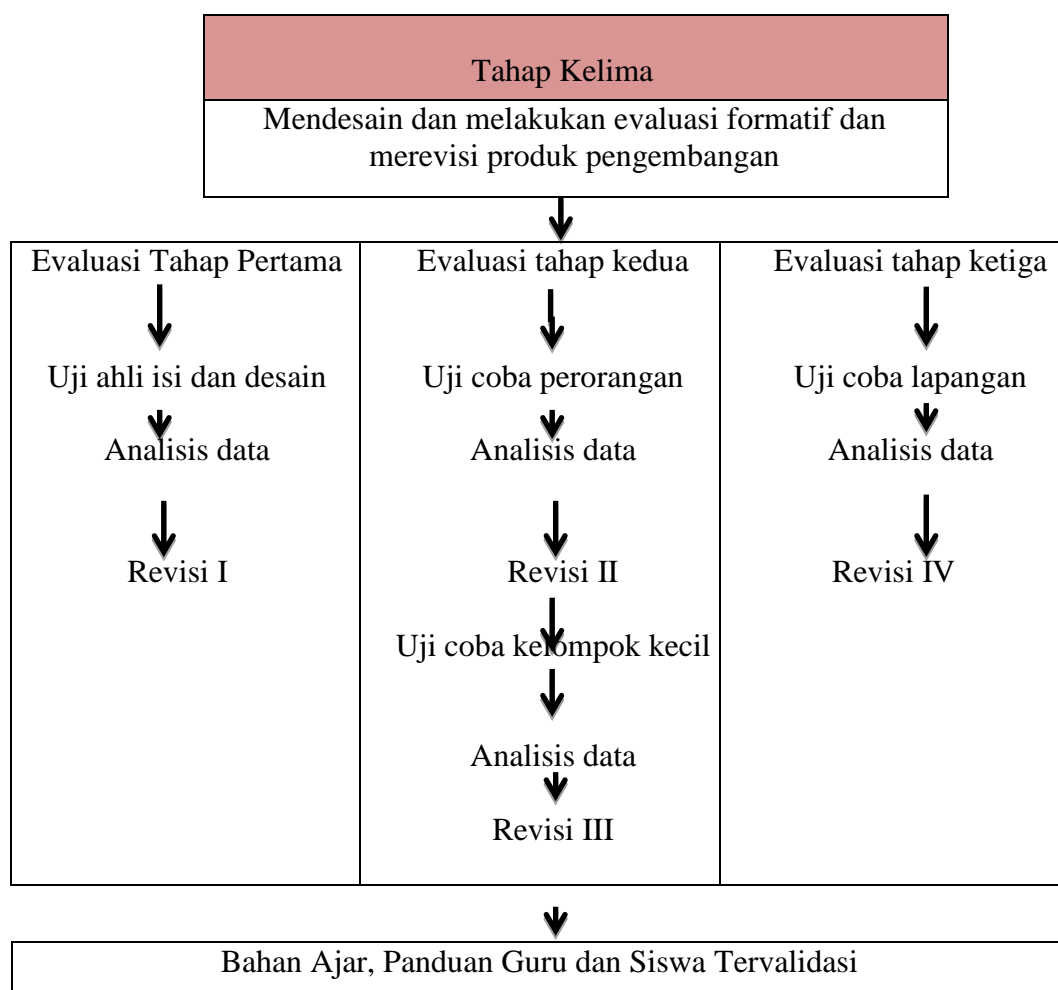 Tahap Kelima
Mendesain dan melakukan evaluasi formatif dan
merevisi produk pengembangan
Evaluasi Tahap Pertama
Uji ahli isi dan desain
Analisis data
Revisi I
Evaluasi tahap kedua
Uji coba perorangan
Analisis data
Revisi II
Uji coba kelompok kecil
Analisis data
Revisi III
Evaluasi tahap ketiga
Uji coba lapangan
Analisis data
Revisi IV
Bahan Ajar, Panduan Guru dan Siswa Tervalidasi